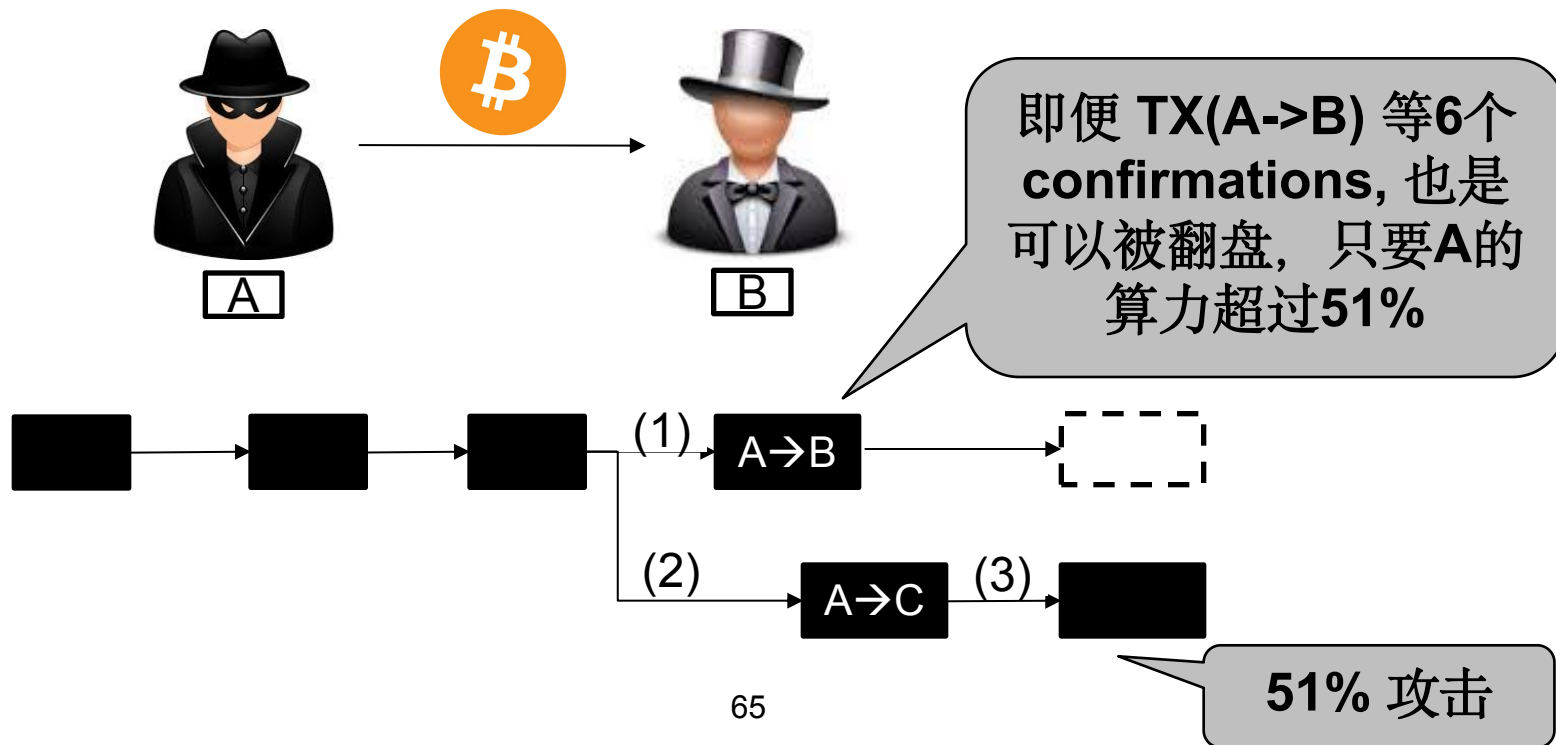 ₿
A
B
即便 TX(A->B) 等6个
confirmations, 也是
可以被翻盘，只要A的
算力超过51%
(1)
A→B
(2)
A→C
(3)
51% 攻击
65